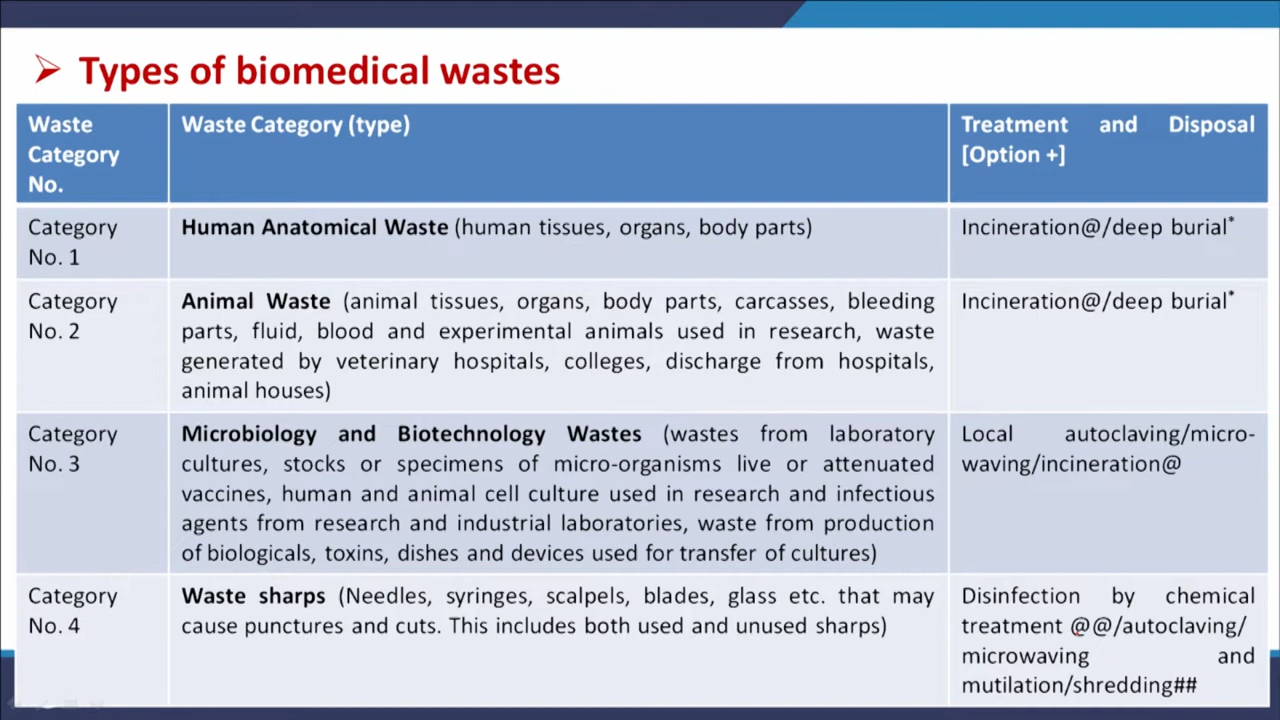 Types of biomedical wastes
Waste Category No.
Waste Category (type)
Treatment and Disposal
[Option +]
Category
No. 1
Human Anatomical Waste (human tissues, organs, body parts)
Incineration@/deep burial*
Category
No. 2
Animal Waste (animal tissues, organs, body parts, carcasses, bleeding
parts, fluid, blood and experimental animals used in research, waste
generated by veterinary hospitals, colleges, discharge from hospitals,
animal houses)
Incineration@/deep burial*
Category
No. 3
Microbiology and Biotechnology Wastes (wastes from laboratory
cultures, stocks or specimens of micro-organisms live or attenuated
vaccines, human and animal cell culture used in research and infectious
agents from research and industrial laboratories, waste from production
of biologicals, toxins, dishes and devices used for transfer of cultures)
Local autoclaving/micro-
waving/incineration@
Category
No. 4
Waste sharps (Needles, syringes, scalpels, blades, glass etc. that may
cause punctures and cuts. This includes both used and unused sharps)
Disinfection by chemical
treatment @@/autoclaving/
microwaving and
mutilation/shredding##